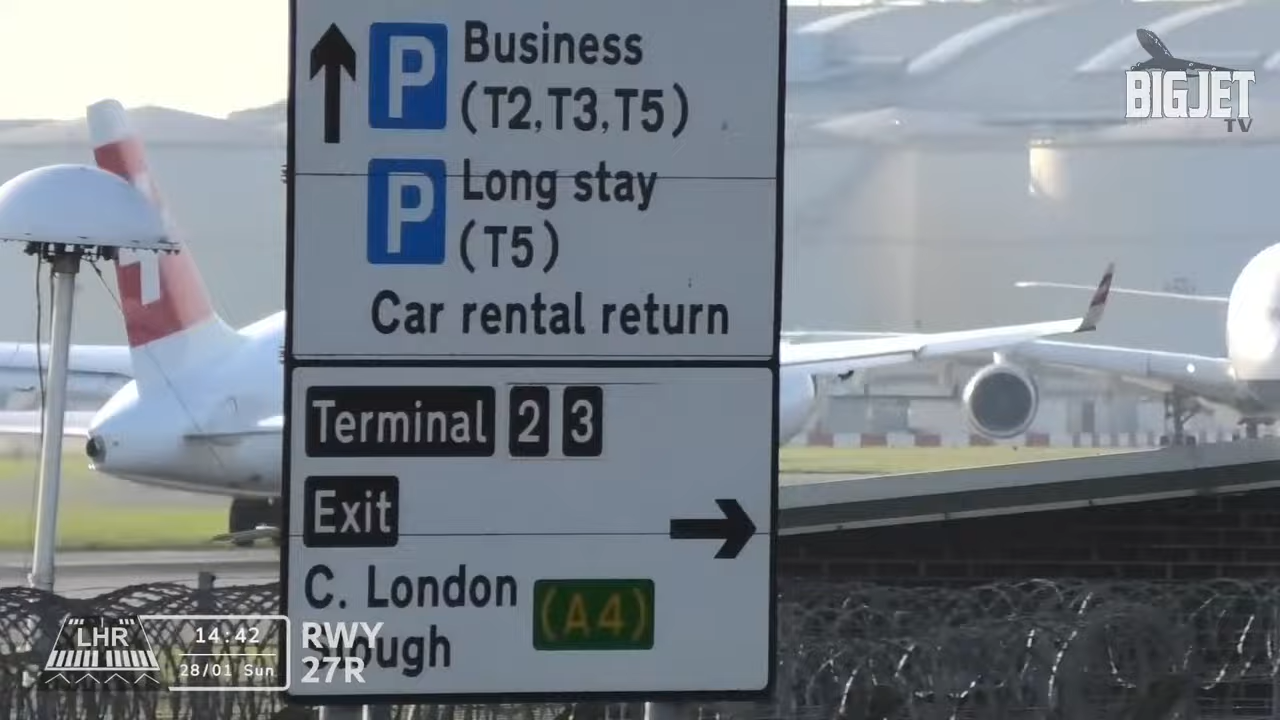 P Business
(T2,T3,T5)
P Long stay
(T5)
Car rental return
Terminal 2 3
Exit
C. London
(A4)
Slough
BIGJET
TV
LHR
14:42
28/01 Sun
RWY
27R